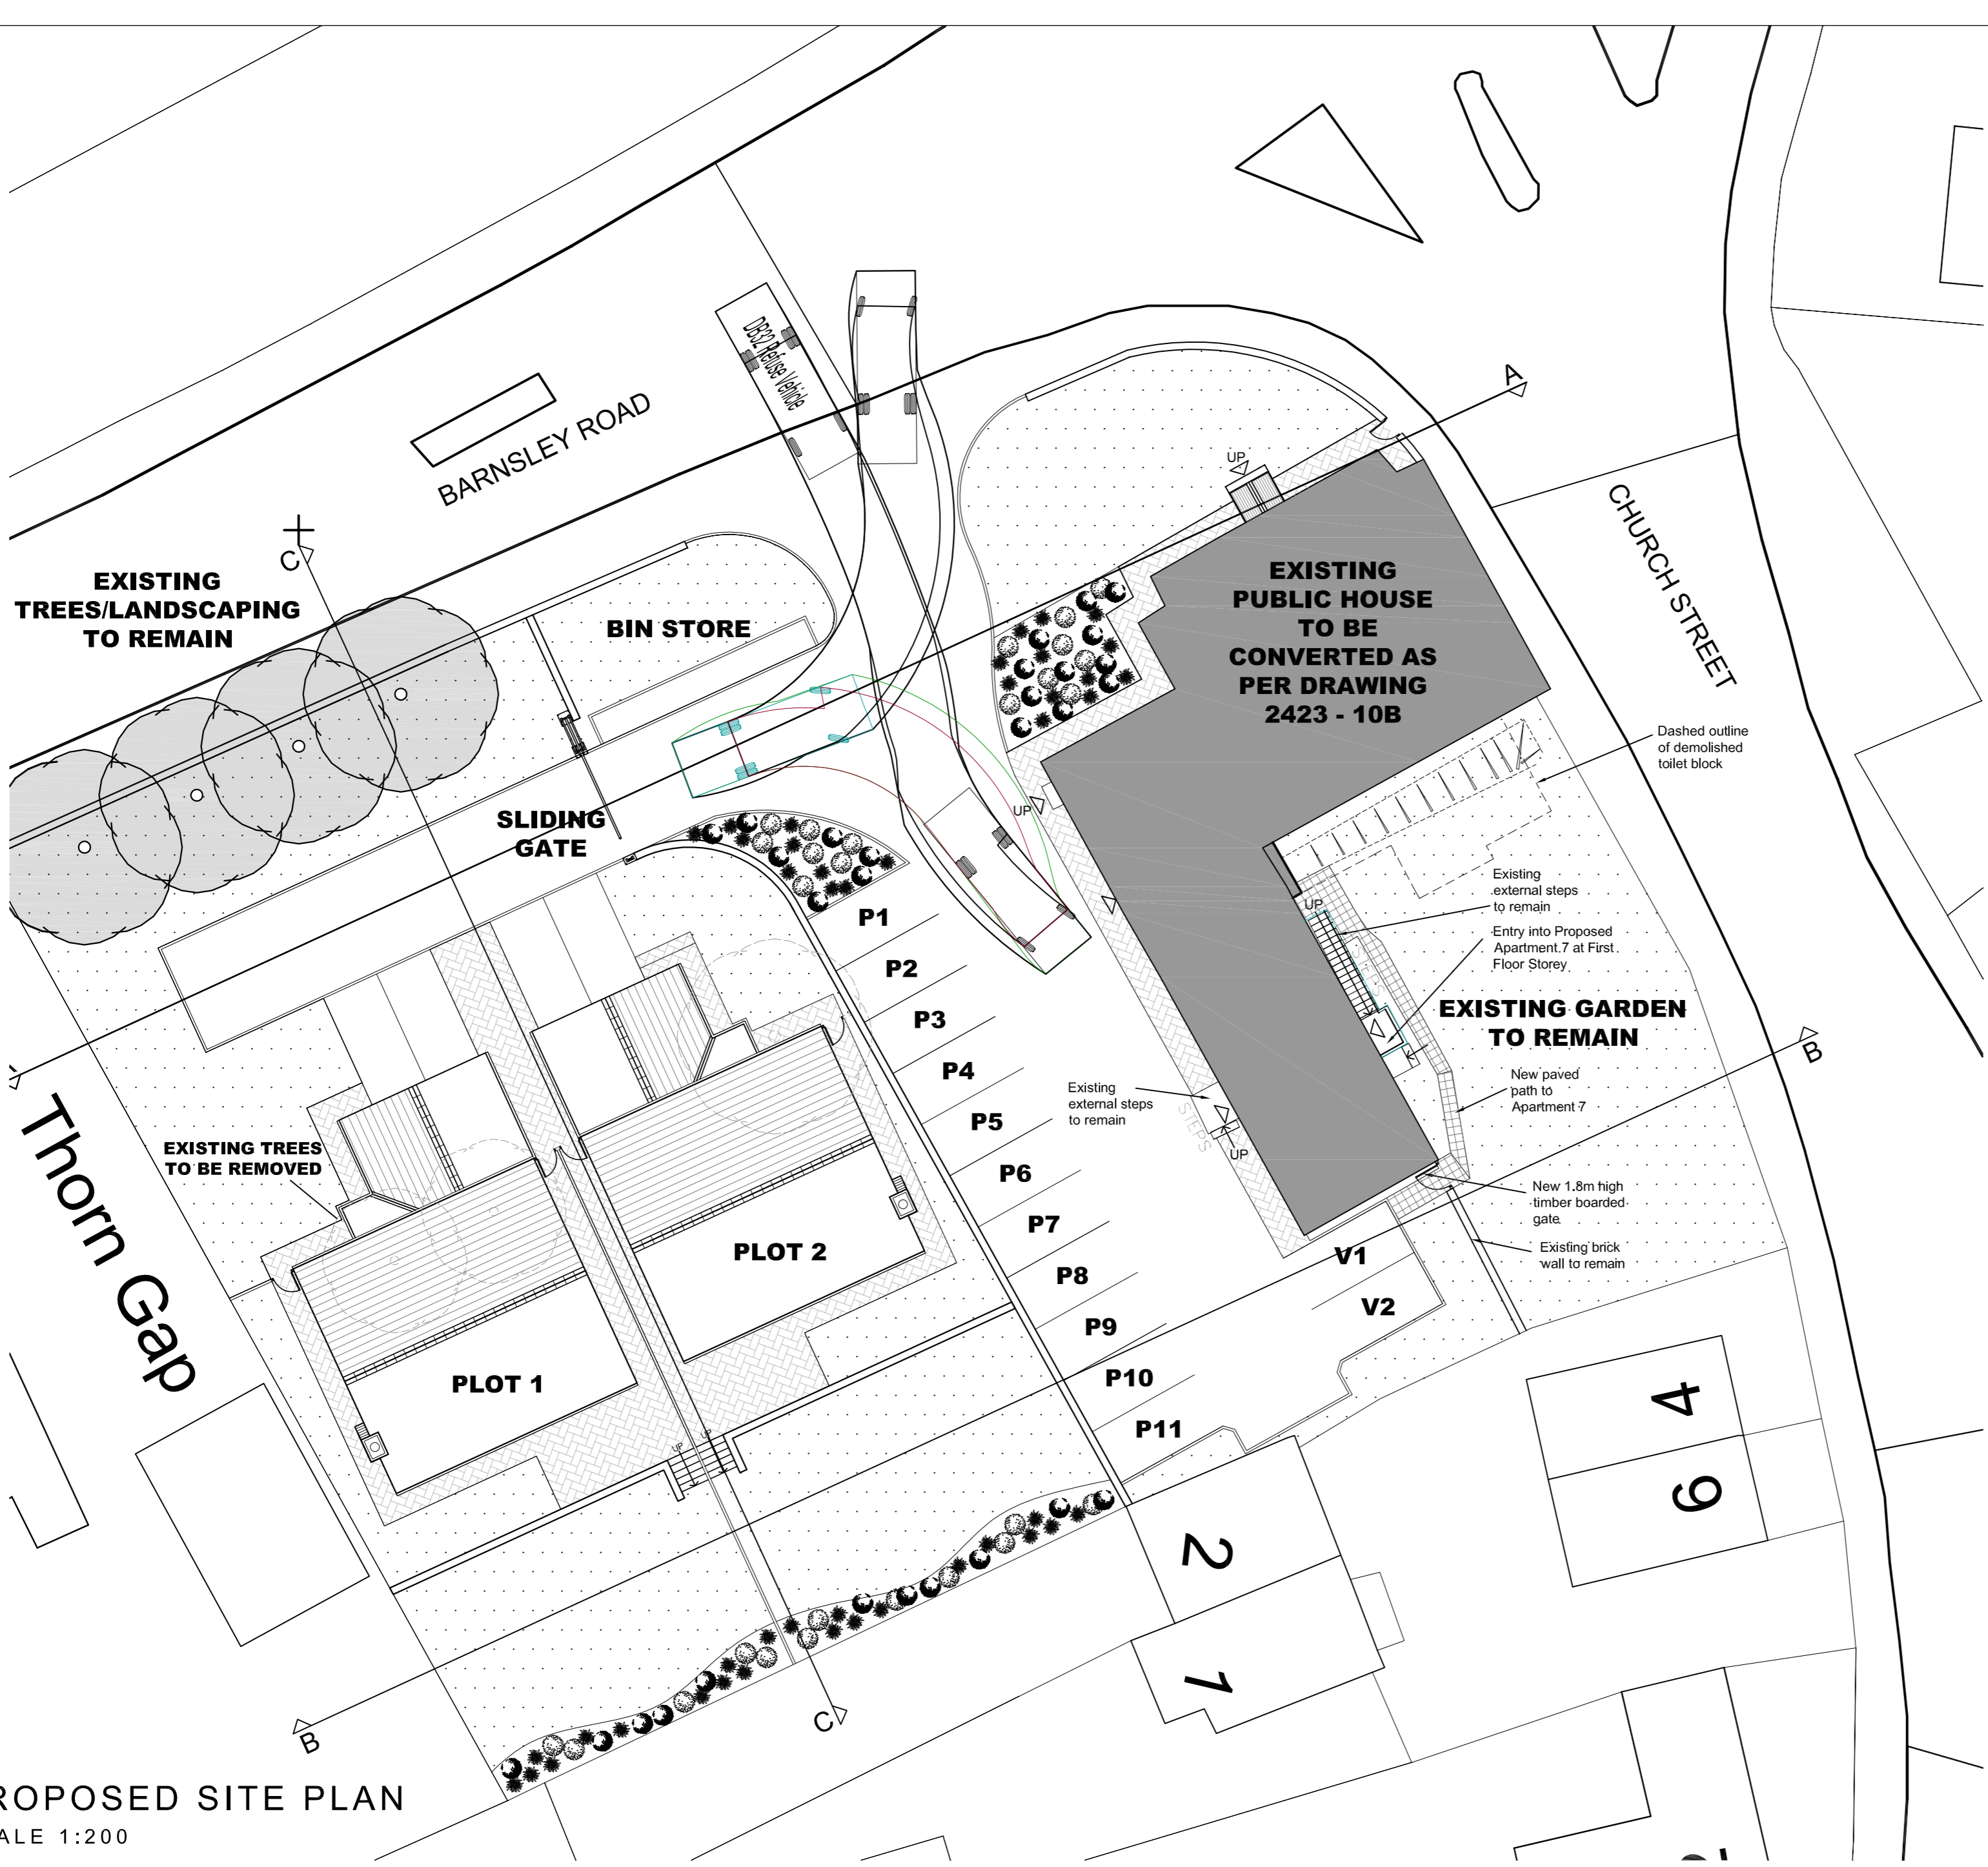 DB32 Refuse Vehicle
BARNSLEY ROAD
A
C
UP
CHURCH STREET
EXISTING
TREES/LANDSCAPING
TO REMAIN
BIN STORE
EXISTING
PUBLIC HOUSE
TO BE
CONVERTED AS
PER DRAWING
2423 - 10B
Dashed outline
of demolished
toilet block
SLIDING
GATE
UP
Existing
external steps
to remain
UP
Entry into Proposed
Apartment 7 at First
Floor Storey
EXISTING GARDEN
TO REMAIN
B
P1
P2
P3
P4
P5
P6
P7
P8
P9
P10
P11
Existing
external steps
to remain
STEPS
UP
New paved
path to
Apartment 7
New 1.8m high
timber boarded
gate
Existing brick
wall to remain
V1
V2
Thorn Gap
EXISTING TREES
TO BE REMOVED
PLOT 2
PLOT 1
UP
UP
4
6
2
1
B
C
ROPOSED SITE PLAN
ALE 1:200